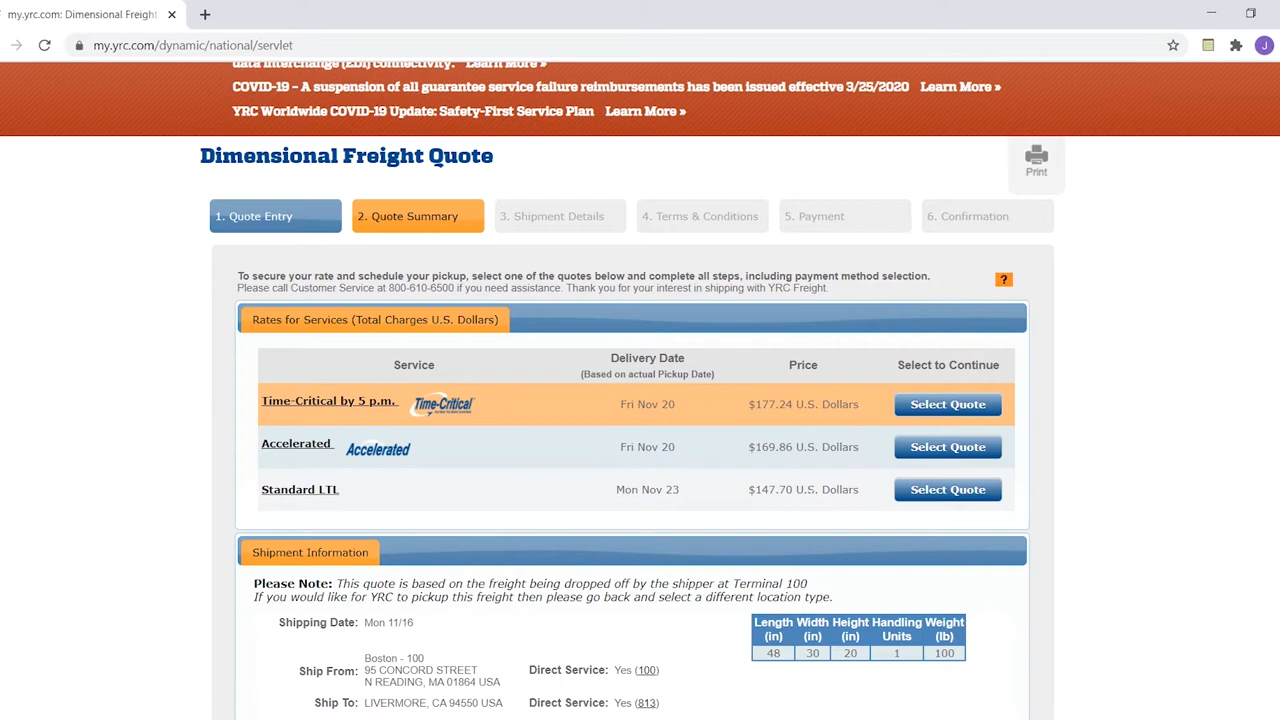 my.yrc.com: Dimensional Freight
my.yrc.com/dynamic/national/servlet
J
data interchange (EDI) connectivity. Learn More »
COVID-19 – A suspension of all guarantee service failure reimbursements has been issued effective 3/25/2020 Learn More »
YRC Worldwide COVID-19 Update: Safety-First Service Plan Learn More »
Dimensional Freight Quote
Print
1. Quote Entry 2. Quote Summary 3. Shipment Details 4. Terms & Conditions 5. Payment 6. Confirmation
To secure your rate and schedule your pickup, select one of the quotes below and complete all steps, including payment method selection.
?
Please call Customer Service at 800-610-6500 if you need assistance. Thank you for your interest in shipping with YRC Freight.
Rates for Services (Total Charges U.S. Dollars)
Service Delivery Date (Based on actual Pickup Date) Price Select to Continue
Time-Critical by 5 p.m. Time-Critical Fri Nov 20 $177.24 U.S. Dollars Select Quote
Accelerated Accelerated Fri Nov 20 $169.86 U.S. Dollars Select Quote
Standard LTL Mon Nov 23 $147.70 U.S. Dollars Select Quote
Shipment Information
Please Note: This quote is based on the freight being dropped off by the shipper at Terminal 100
If you would like for YRC to pickup this freight then please go back and select a different location type.
Shipping Date: Mon 11/16
Length (in) Width (in) Height (in) Handling Units Weight (lb)
48 30 20 1 100
Ship From: Boston - 100
95 CONCORD STREET
N READING, MA 01864 USA
Direct Service: Yes (100)
Ship To: LIVERMORE, CA 94550 USA Direct Service: Yes (813)